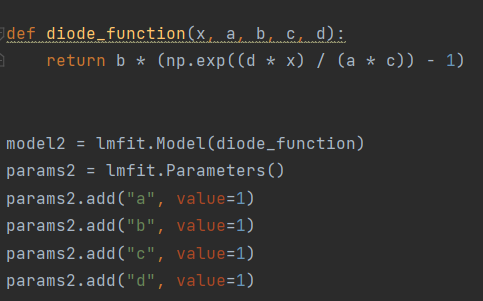 def diode_function(x, a, b, c, d):
    return b * (np.exp((d * x) / (a * c)) - 1)
model2 = lmfit.Model(diode_function)
params2 = lmfit.Parameters()
params2.add("a", value=1)
params2.add("b", value=1)
params2.add("c", value=1)
params2.add("d", value=1)